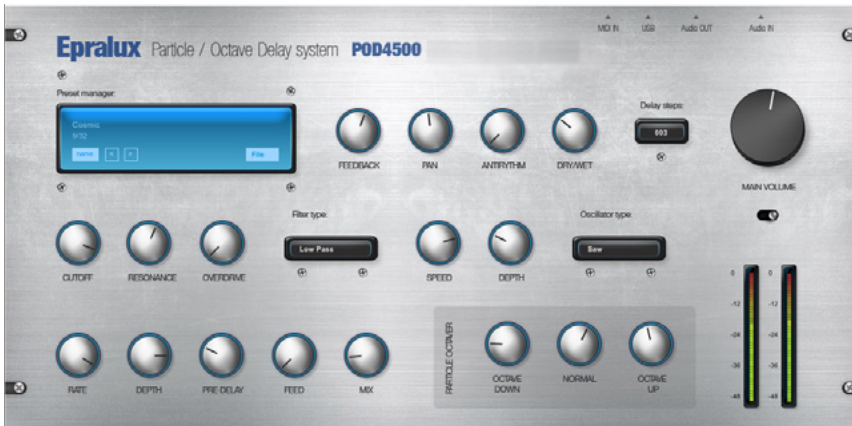 MIDI IN USB Audio OUT Audio IN
Epralux Particle / Octave Delay system POD4500
Preset manager:
Cosmic
9/32
File
Delay steps:
003
FEEDBACK PAN ANTIRYTHM DRY/WET
MAIN VOLUME
Filter type:
Low Pass
Oscillator type:
Saw
CUTOFF RESONANCE OVERDRIVE
SPEED DEPTH
0 0
-12 -12
-24 -24
-36 -36
-48 -48
PARTICLE OCTAVER
RATE DEPTH PRE DELAY FEED MIX
OCTAVE DOWN
NORMAL
OCTAVE UP